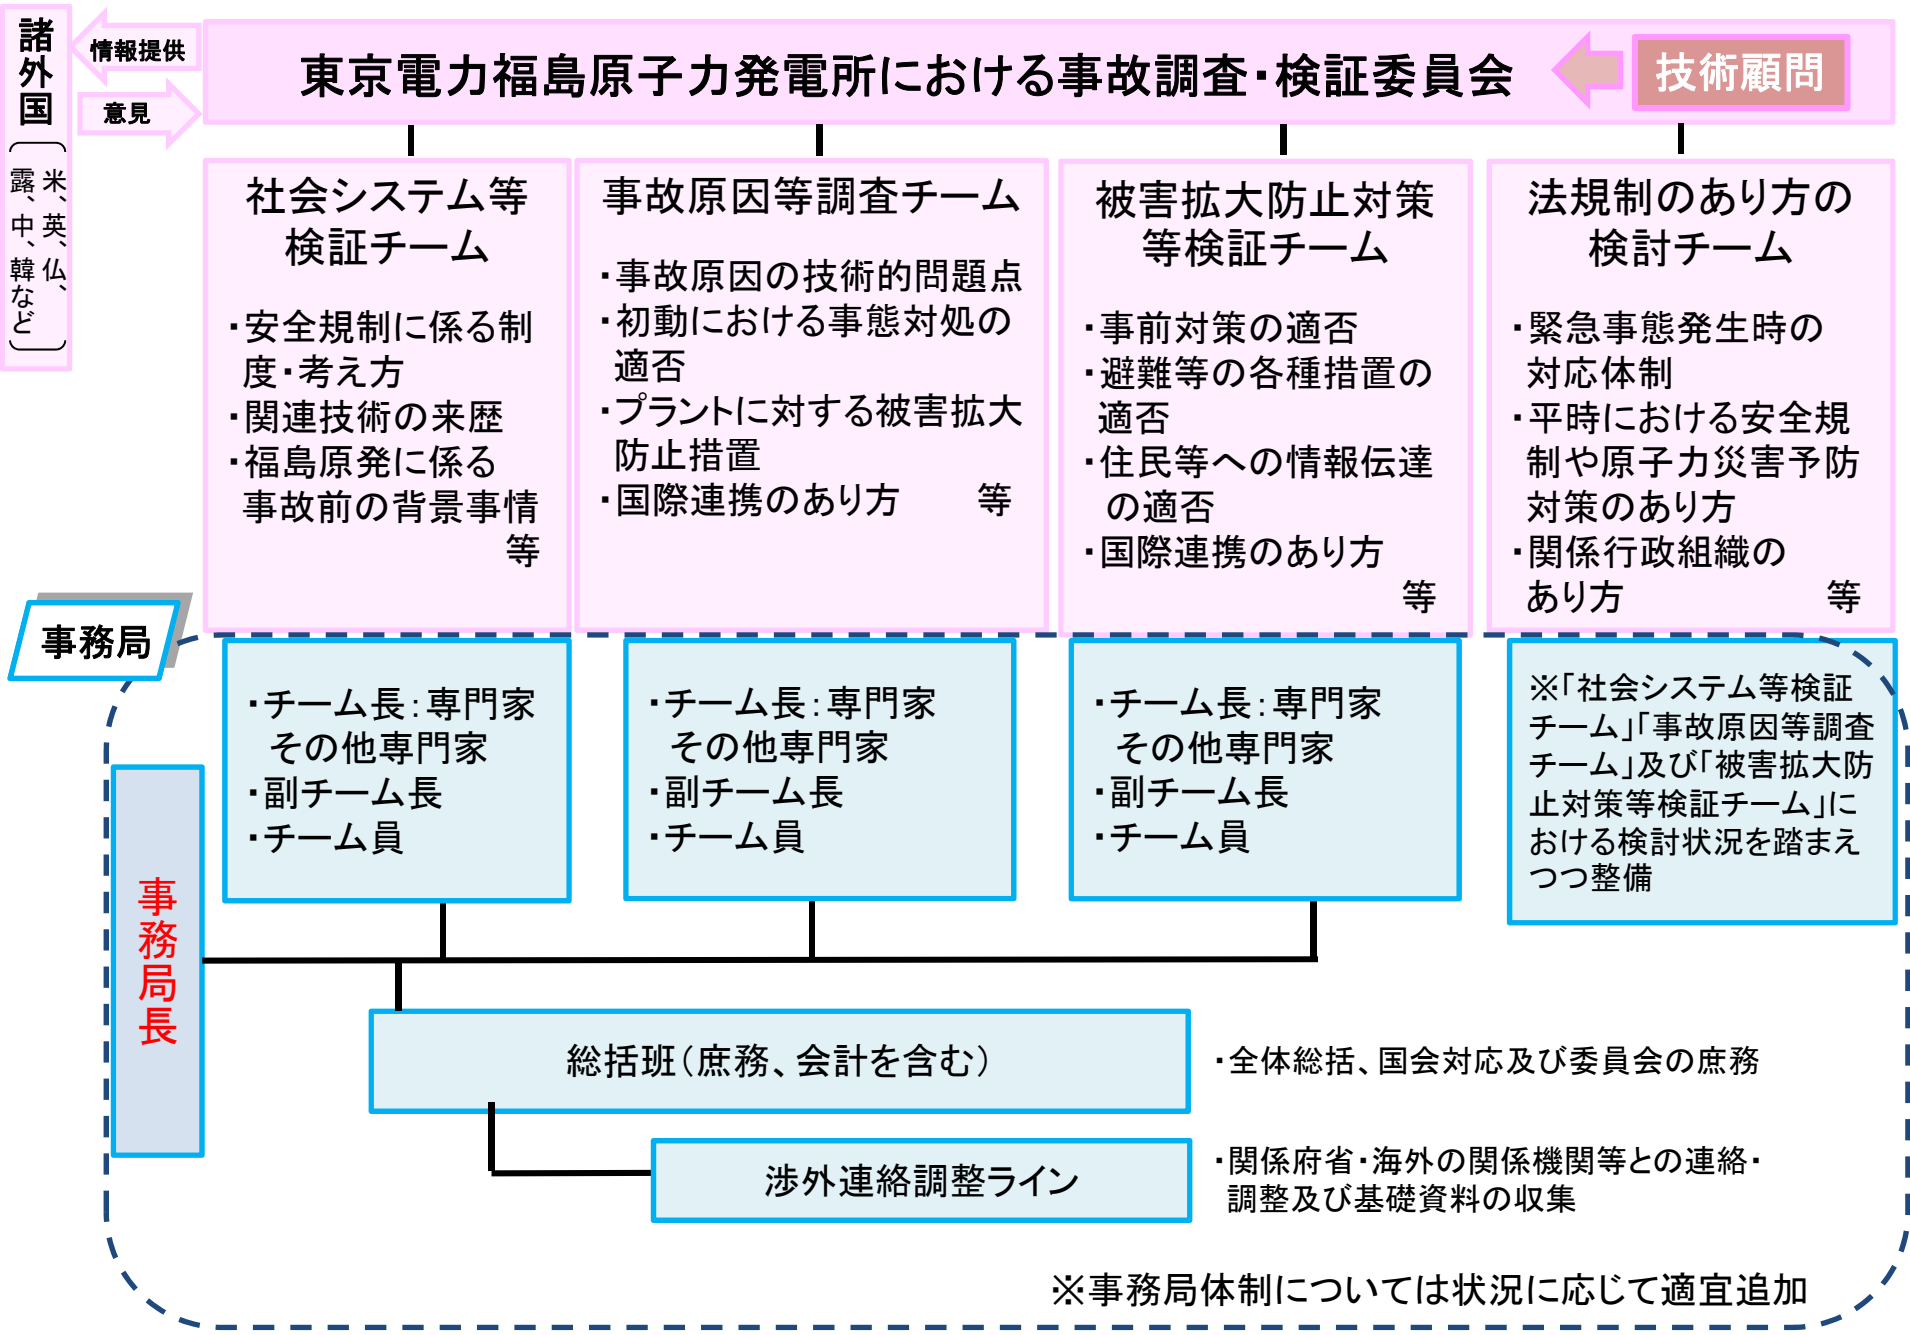 諸外国
米、英、仏、
露、中、韓など
情報提供
意見
東京電力福島原子力発電所における事故調査・検証委員会
技術顧問
社会システム等
検証チーム
・安全規制に係る制
度・考え方
・関連技術の来歴
・福島原発に係る
事故前の背景事情
等
事故原因等調査チーム
・事故原因の技術的問題点
・初動における事態対処の
適否
・プラントに対する被害拡大
防止措置
・国際連携のあり方　　等
被害拡大防止対策
等検証チーム
・事前対策の適否
・避難等の各種措置の
適否
・住民等への情報伝達
の適否
・国際連携のあり方
等
法規制のあり方の
検討チーム
・緊急事態発生時の
対応体制
・平時における安全規
制や原子力災害予防
対策のあり方
・関係行政組織の
あり方　　　　　等
事務局
・チーム長：専門家
その他専門家
・副チーム長
・チーム員
・チーム長：専門家
その他専門家
・副チーム長
・チーム員
・チーム長：専門家
その他専門家
・副チーム長
・チーム員
※「社会システム等検証
チーム」「事故原因等調査
チーム」及び「被害拡大防
止対策等検証チーム」に
おける検討状況を踏まえ
つつ整備
事務局長
総括班（庶務、会計を含む）
・全体総括、国会対応及び委員会の庶務
渉外連絡調整ライン
・関係府省・海外の関係機関等との連絡・
調整及び基礎資料の収集
※事務局体制については状況に応じて適宜追加